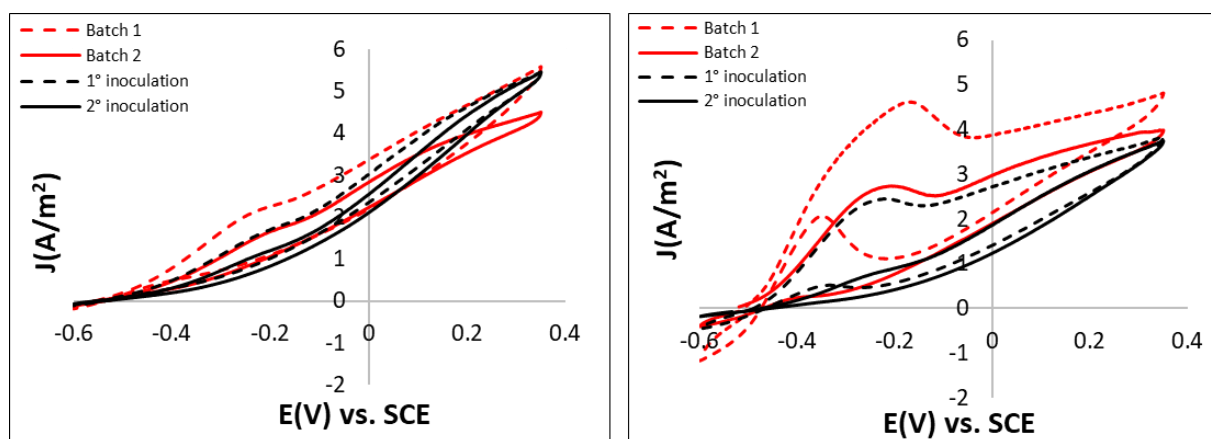 Batch 1
Batch 2
1° inoculation
2° inoculation
6
5
4
3
2
1
0
-1
-2
-0.6
-0.4
-0.2
0
0.2
0.4
J(A/m²)
E(V) vs. SCE
Batch 1
Batch 2
1° inoculation
2° inoculation
6
5
4
3
2
1
0
-1
-2
-0.6
-0.4
-0.2
0
0.2
0.4
J(A/m²)
E(V) vs. SCE